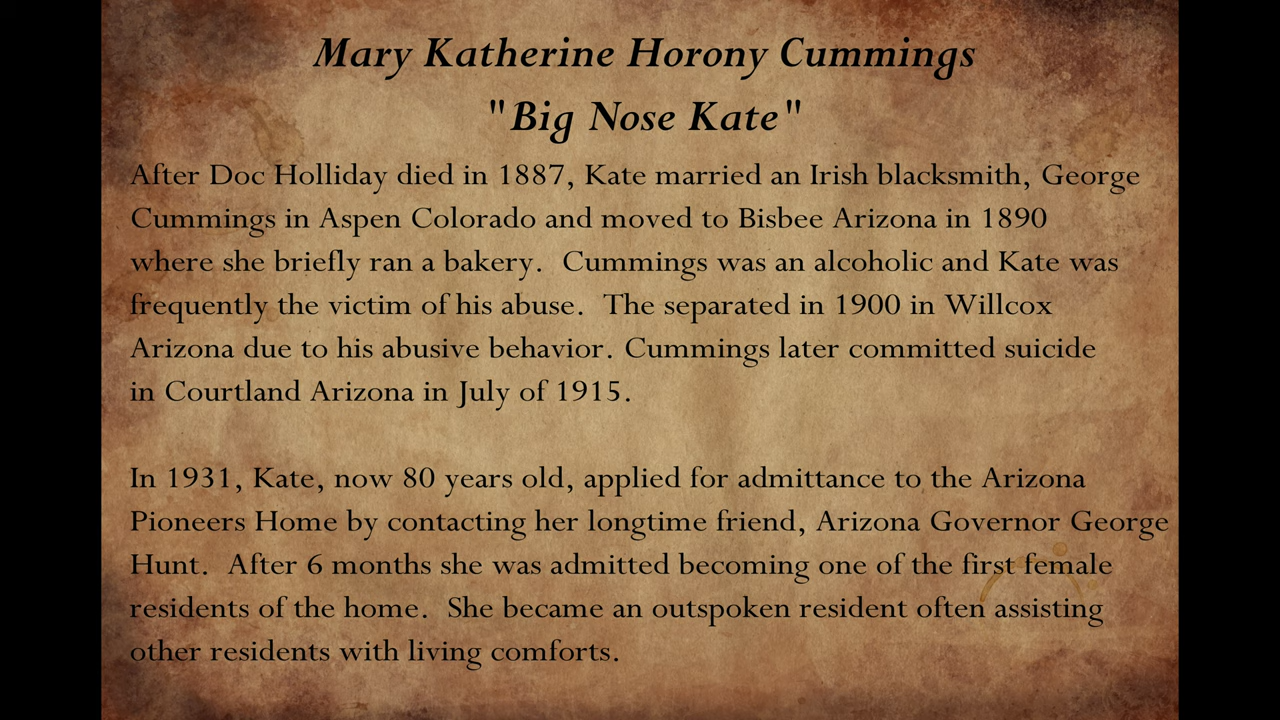 Mary Katherine Horony Cummings
"Big Nose Kate"
After Doc Holliday died in 1887, Kate married an Irish blacksmith, George
Cummings in Aspen Colorado and moved to Bisbee Arizona in 1890
where she briefly ran a bakery.  Cummings was an alcoholic and Kate was
frequently the victim of his abuse.  The separated in 1900 in Willcox
Arizona due to his abusive behavior. Cummings later committed suicide
in Courtland Arizona in July of 1915.
In 1931, Kate, now 80 years old, applied for admittance to the Arizona
Pioneers Home by contacting her longtime friend, Arizona Governor George
Hunt.  After 6 months she was admitted becoming one of the first female
residents of the home.  She became an outspoken resident often assisting
other residents with living comforts.